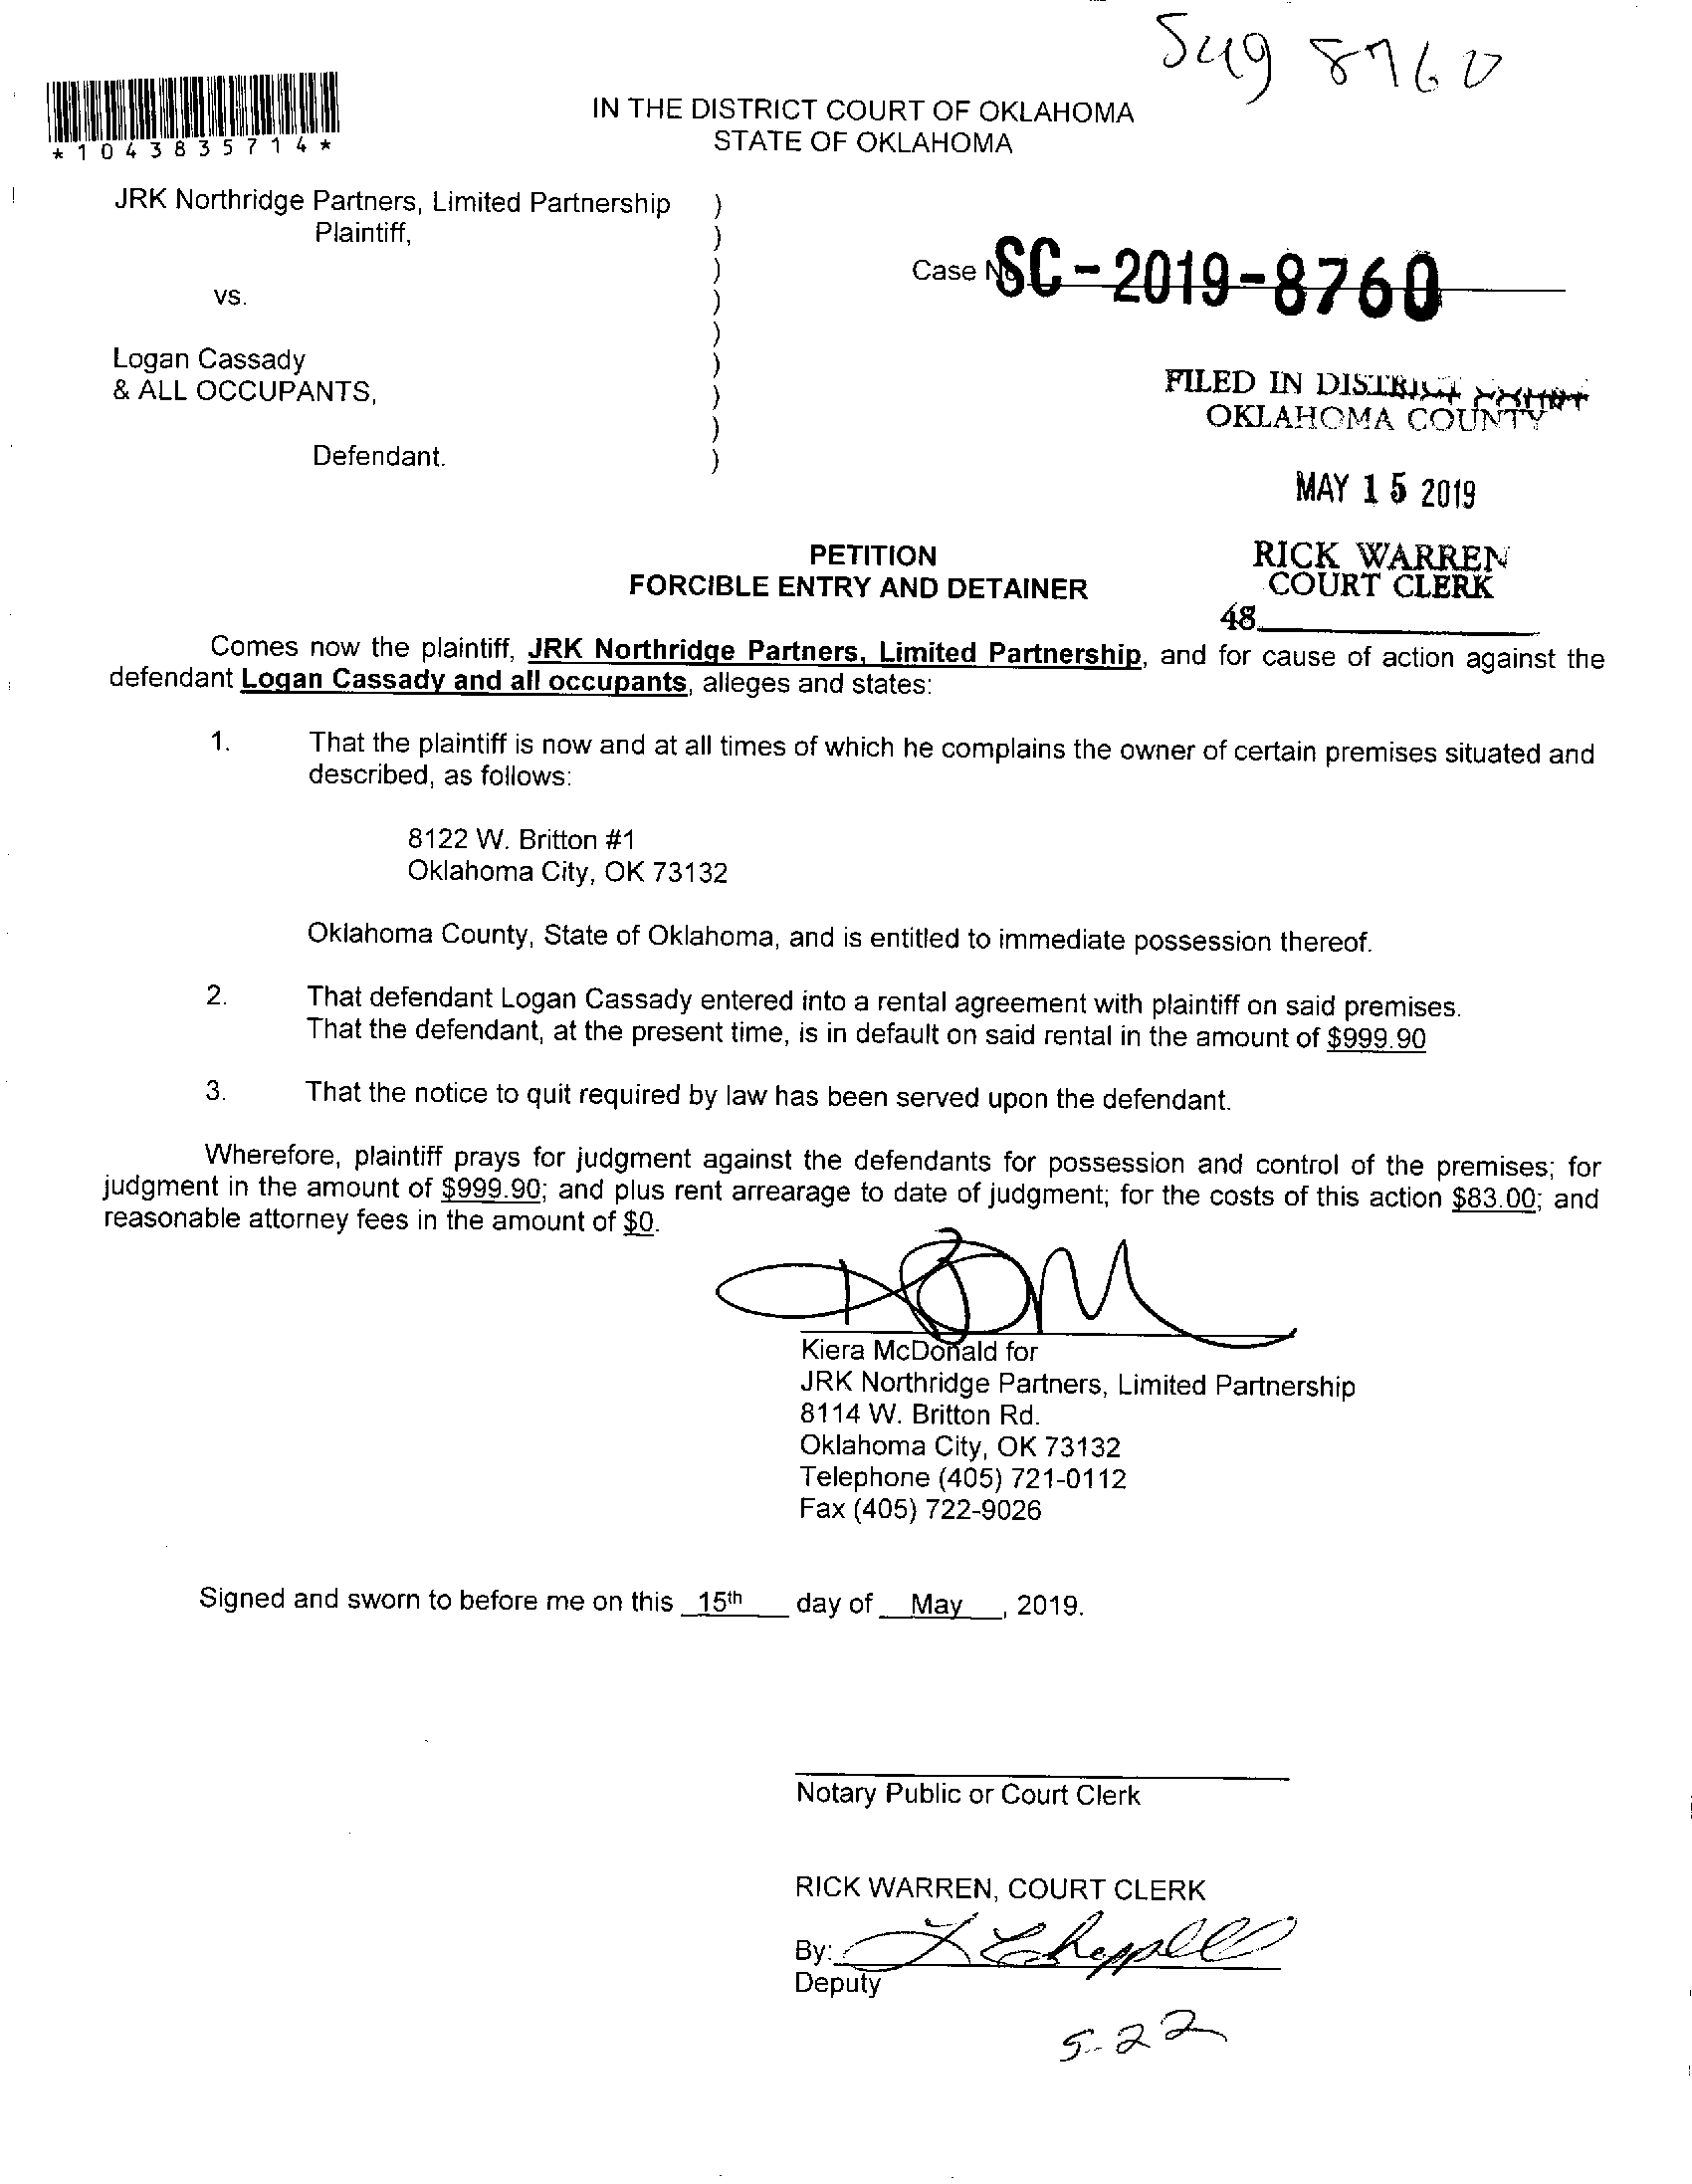 8760
*1043835714*
IN THE DISTRICT COURT OF OKLAHOMA
STATE OF OKLAHOMA
JRK Northridge Partners, Limited Partnership )
Plaintiff, )
)
vs. )
)
Logan Cassady )
& ALL OCCUPANTS, )
)
Defendant. )
Case No SC-2019-8760
FILED IN DISTRICT COURT
OKLAHOMA COUNTY
MAY 15 2019
RICK WARREN
COURT CLERK
48
PETITION
FORCIBLE ENTRY AND DETAINER
Comes now the plaintiff, JRK Northridge Partners, Limited Partnership, and for cause of action against the
defendant Logan Cassady and all occupants, alleges and states:
1. That the plaintiff is now and at all times of which he complains the owner of certain premises situated and
described, as follows:
8122 W. Britton #1
Oklahoma City, OK 73132
Oklahoma County, State of Oklahoma, and is entitled to immediate possession thereof.
2. That defendant Logan Cassady entered into a rental agreement with plaintiff on said premises.
That the defendant, at the present time, is in default on said rental in the amount of $999.90
3. That the notice to quit required by law has been served upon the defendant.
Wherefore, plaintiff prays for judgment against the defendants for possession and control of the premises; for
judgment in the amount of $999.90; and plus rent arrearage to date of judgment; for the costs of this action $83.00; and
reasonable attorney fees in the amount of $0.
Kiera McDonald for
JRK Northridge Partners, Limited Partnership
8114 W. Britton Rd.
Oklahoma City, OK 73132
Telephone (405) 721-0112
Fax (405) 722-9026
Signed and sworn to before me on this 15th day of May, 2019.
Notary Public or Court Clerk
RICK WARREN, COURT CLERK
By:
Deputy
5-22